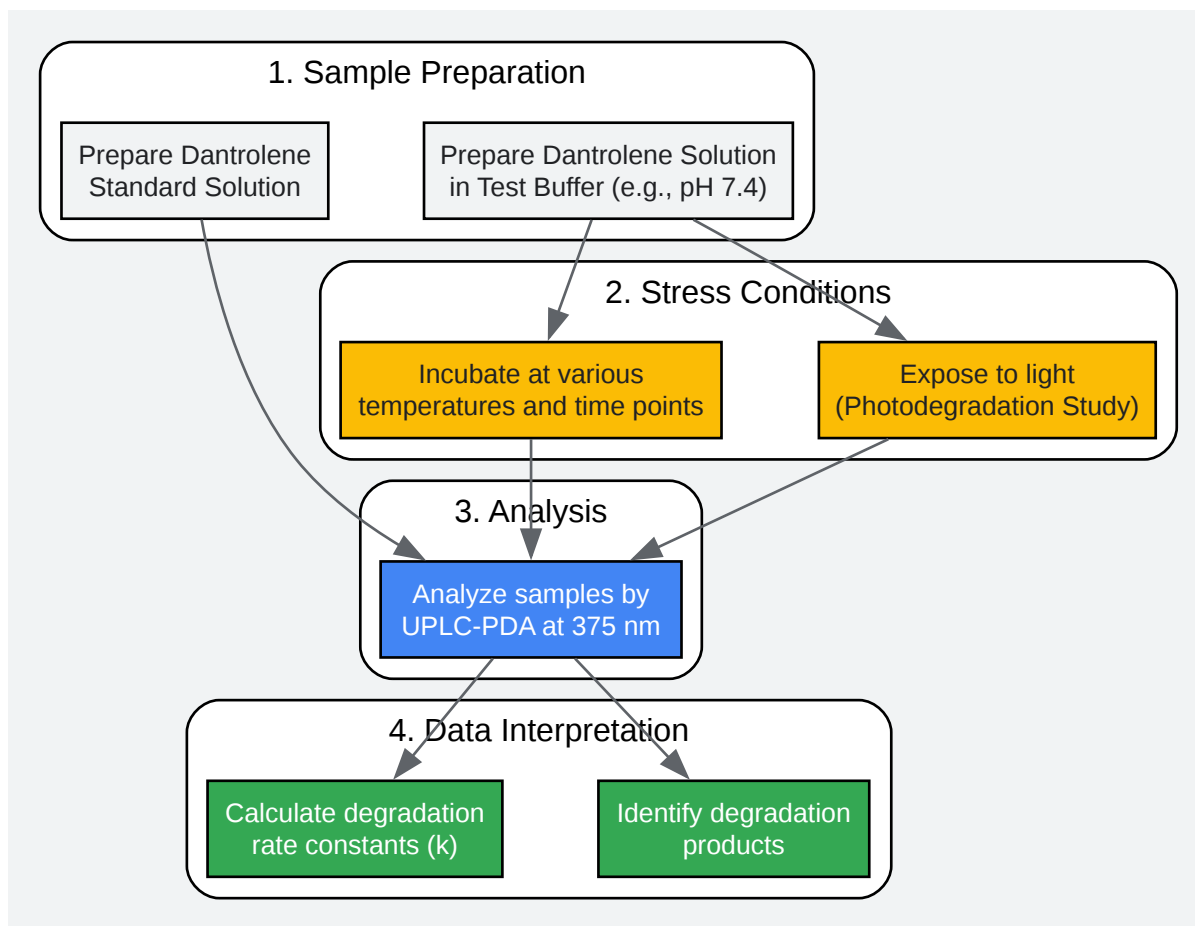 1. Sample Preparation
Prepare Dantrolene
Standard Solution
Prepare Dantrolene Solution
in Test Buffer (e.g., pH 7.4)
2. Stress Conditions
Incubate at various
temperatures and time points
Expose to light
(Photodegradation Study)
3. Analysis
Analyze samples by
UPLC-PDA at 375 nm
4. Data Interpretation
Calculate degradation
rate constants (k)
Identify degradation
products